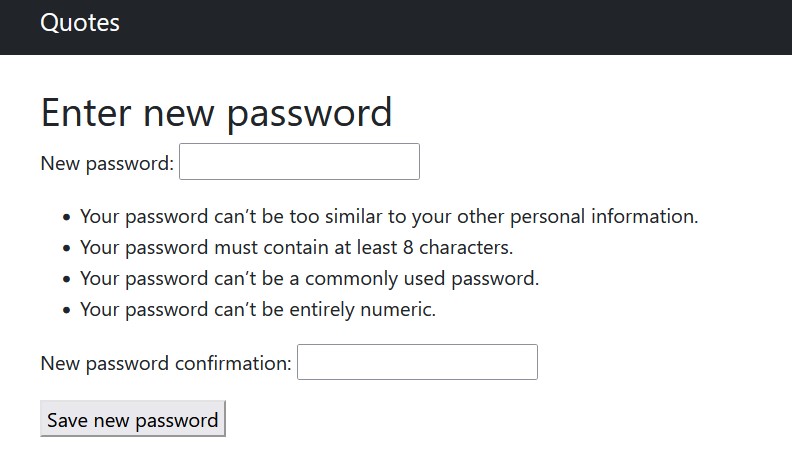 Quotes
Enter new password
New password:
• Your password can’t be too similar to your other personal information.
• Your password must contain at least 8 characters.
• Your password can’t be a commonly used password.
• Your password can’t be entirely numeric.
New password confirmation:
Save new password